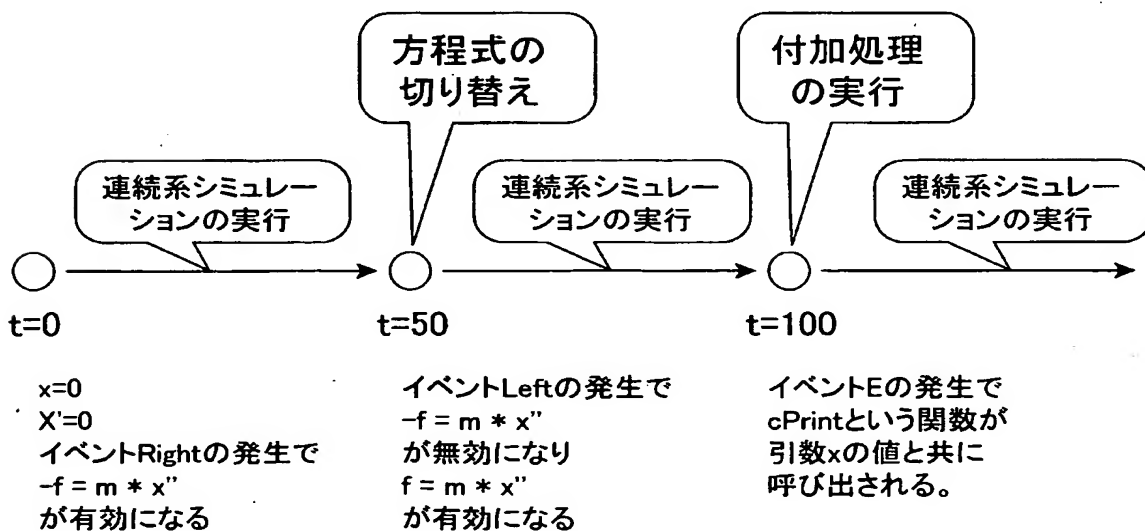 方程式の
切り替え
付加処理
の実行
連続系シミュレー
ションの実行
連続系シミュレー
ションの実行
連続系シミュレー
ションの実行
t=0
t=50
t=100
x=0
X'=0
イベントRightの発生で
-f = m * x"
が有効になる
イベントLeftの発生で
-f = m * x"
が無効になり
f = m * x"
が有効になる
イベントEの発生で
cPrintという関数が
引数xの値と共に
呼び出される。